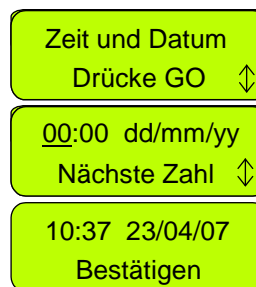 Zeit und Datum
Drücke GO ↕
00:00 dd/mm/yy
Nächste Zahl ↕
10:37 23/04/07
Bestätigen